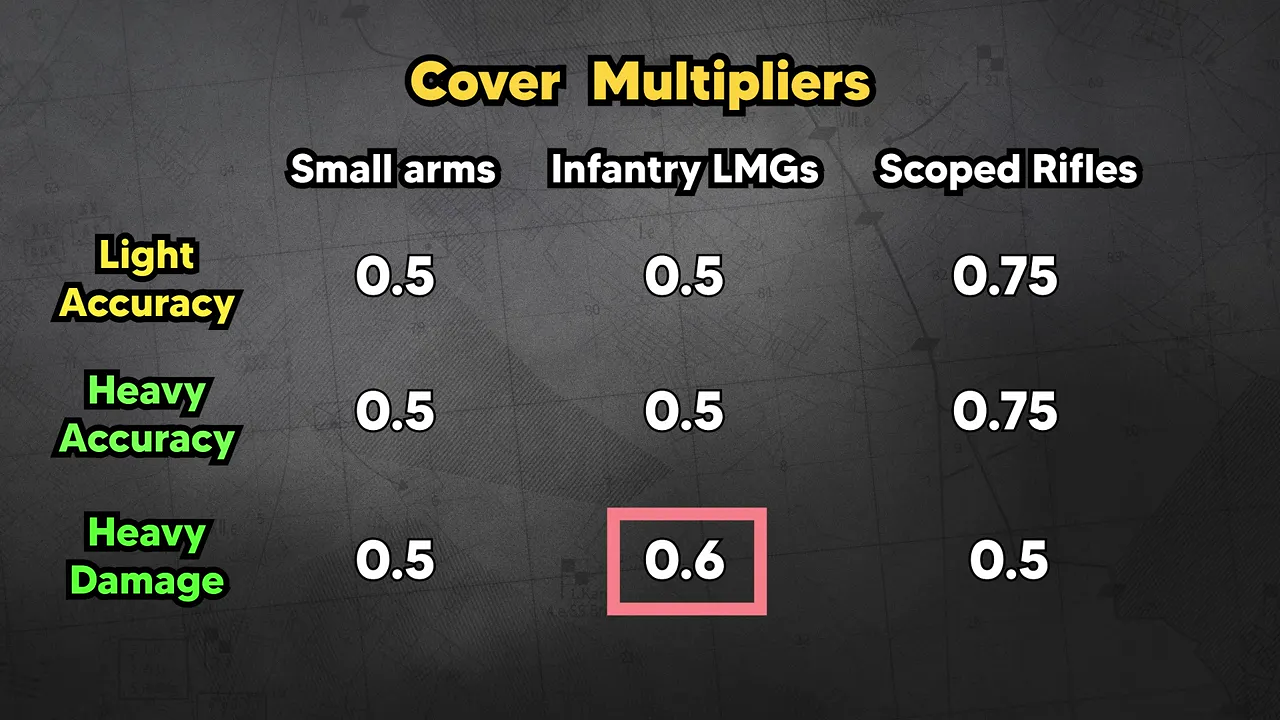 Cover Multipliers
Small arms Infantry LMGs Scoped Rifles
Light
Accuracy
0.5 0.5 0.75
Heavy
Accuracy
0.5 0.5 0.75
Heavy
Damage
0.5 0.6 0.5